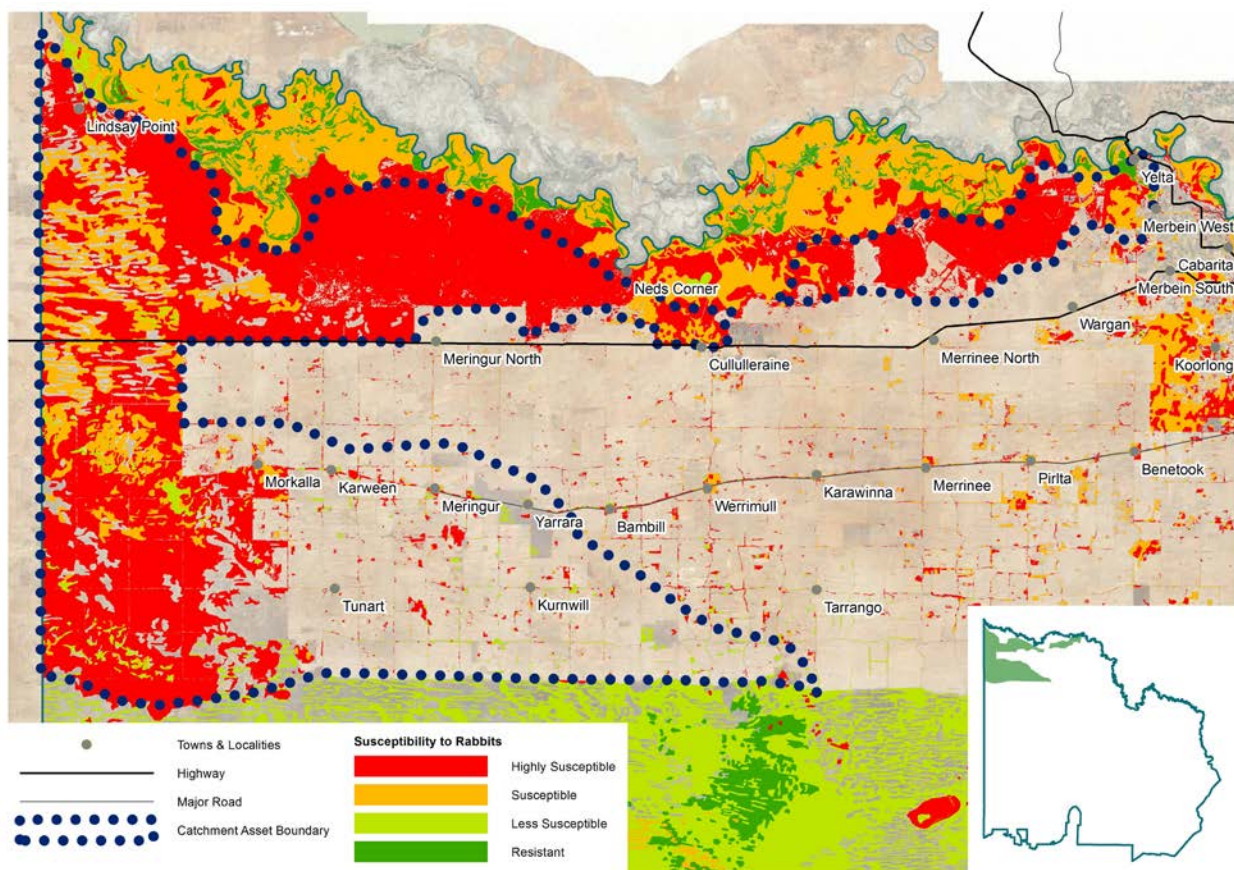 Lindsay Point
Yelta
Merbein West
Cabarita
Merbein South
Neds Corner
Wargan
Meringur North
Cullulleraine
Merrinee North
Koorlong
Benetook
Morkalla
Karween
Pirlta
Merrinee
Karawinna
Werrimull
Meringur
Yarrara
Bambill
Tunart
Kurnwill
Tarrango
Towns & Localities
Highway
Major Road
Catchment Asset Boundary
Susceptibility to Rabbits
Highly Susceptible
Susceptible
Less Susceptible
Resistant